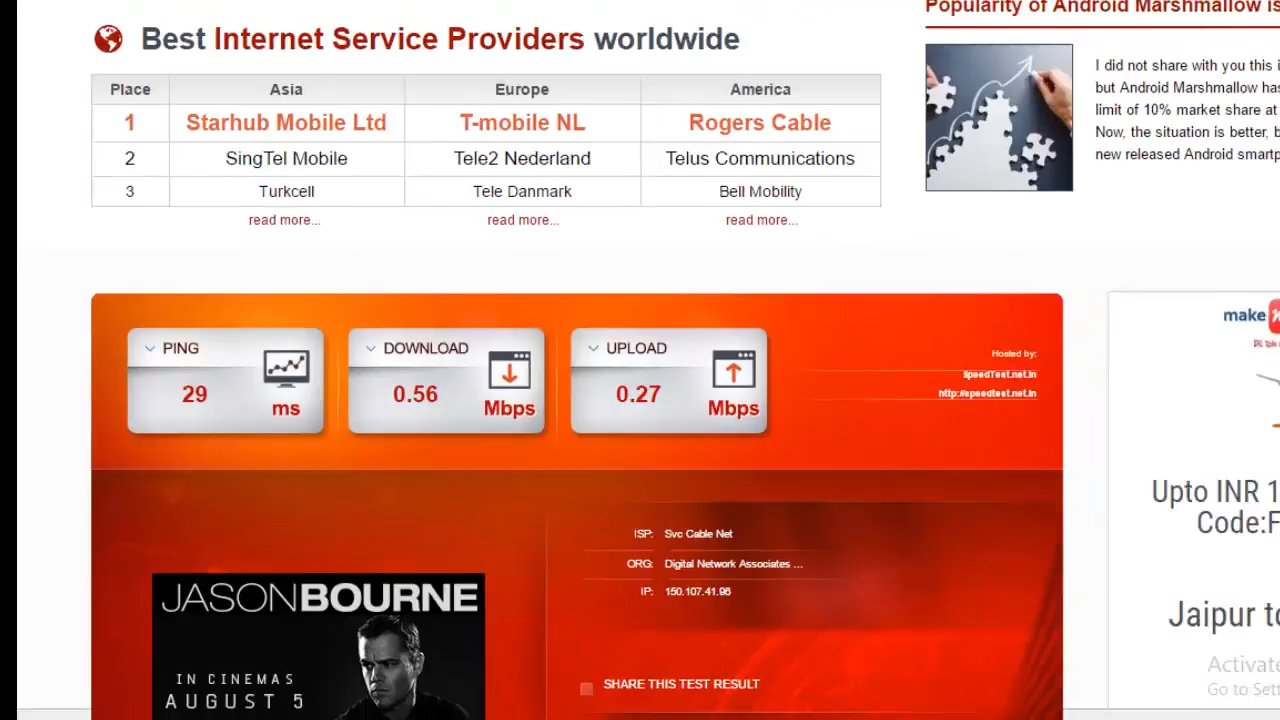 Popularity of Android Marshmallow is
Best Internet Service Providers worldwide
Place Asia Europe America
1 Starhub Mobile Ltd T-mobile NL Rogers Cable
2 SingTel Mobile Tele2 Nederland Telus Communications
3 Turkcell Tele Danmark Bell Mobility
read more... read more... read more...
I did not share with you this i
but Android Marshmallow has
limit of 10% market share at
Now, the situation is better, b
new released Android smartp
PING
29
ms
DOWNLOAD
0.56
Mbps
UPLOAD
0.27
Mbps
Hosted by:
SpeedTest.net.in
http://speedtest.net.in
ISP: Svc Cable Net
ORG: Digital Network Associates ...
IP: 150.107.41.96
SHARE THIS TEST RESULT
JASON BOURNE
IN CINEMAS
AUGUST 5
make
Upto INR 1
Code:F
Jaipur to
Activate
Go to Sett